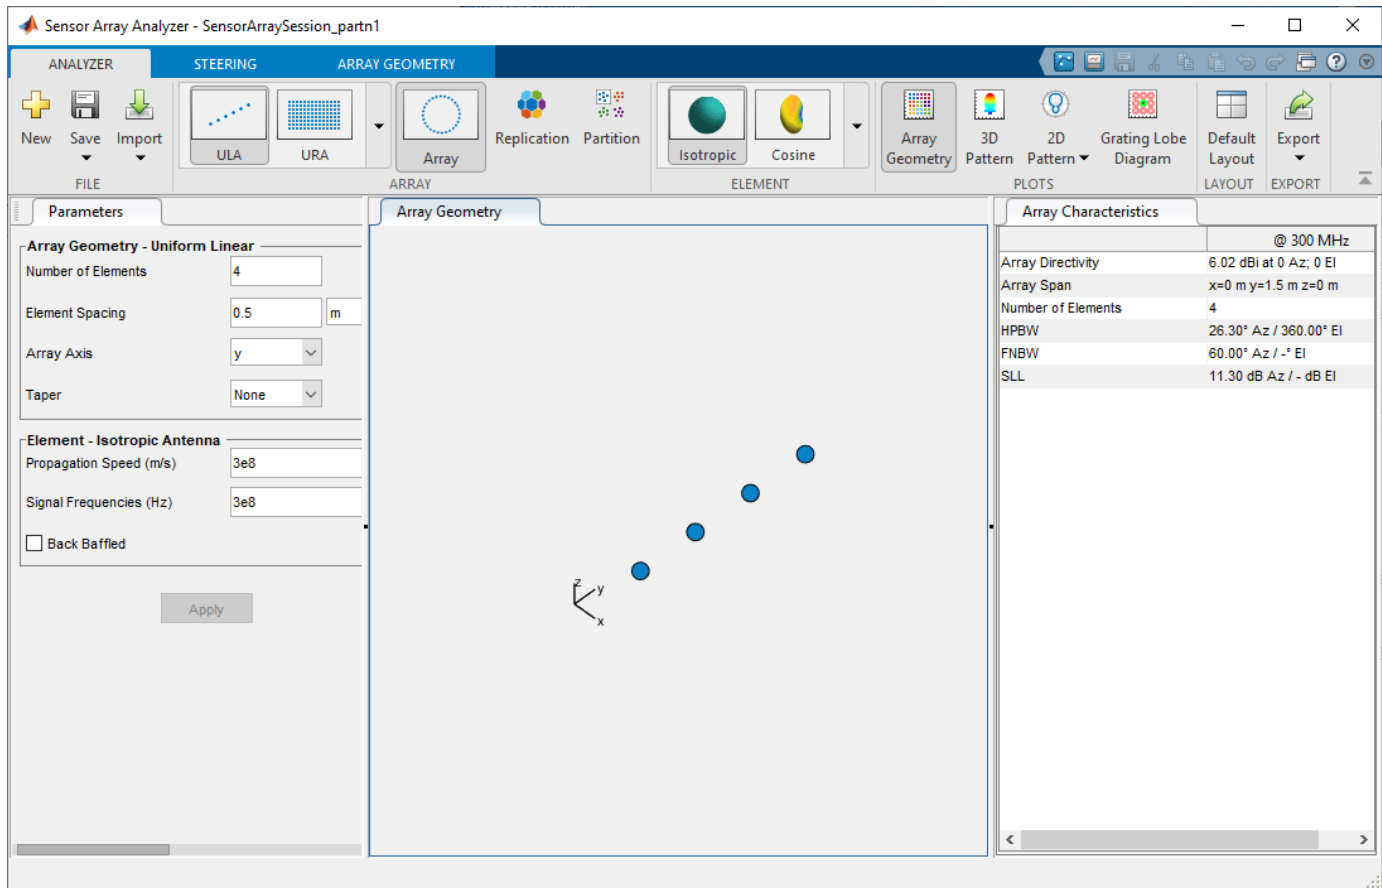 Sensor Array Analyzer - SensorArraySession_partn1
ANALYZER STEERING ARRAY GEOMETRY
New Save Import ULA URA Array Replication Partition Isotropic Cosine Array Geometry 3D Pattern 2D Pattern Grating Lobe Diagram Default Layout Export
FILE ARRAY ELEMENT PLOTS LAYOUT EXPORT
Parameters
Array Geometry - Uniform Linear
Number of Elements 4
Element Spacing 0.5 m
Array Axis y
Taper None
Element - Isotropic Antenna
Propagation Speed (m/s) 3e8
Signal Frequencies (Hz) 3e8
Back Baffled
Apply
Array Geometry
z
y
x
Array Characteristics
@ 300 MHz
Array Directivity 6.02 dBi at 0 Az; 0 El
Array Span x=0 m y=1.5 m z=0 m
Number of Elements 4
HPBW 26.30° Az / 360.00° El
FNBW 60.00° Az / -° El
SLL 11.30 dB Az / - dB El